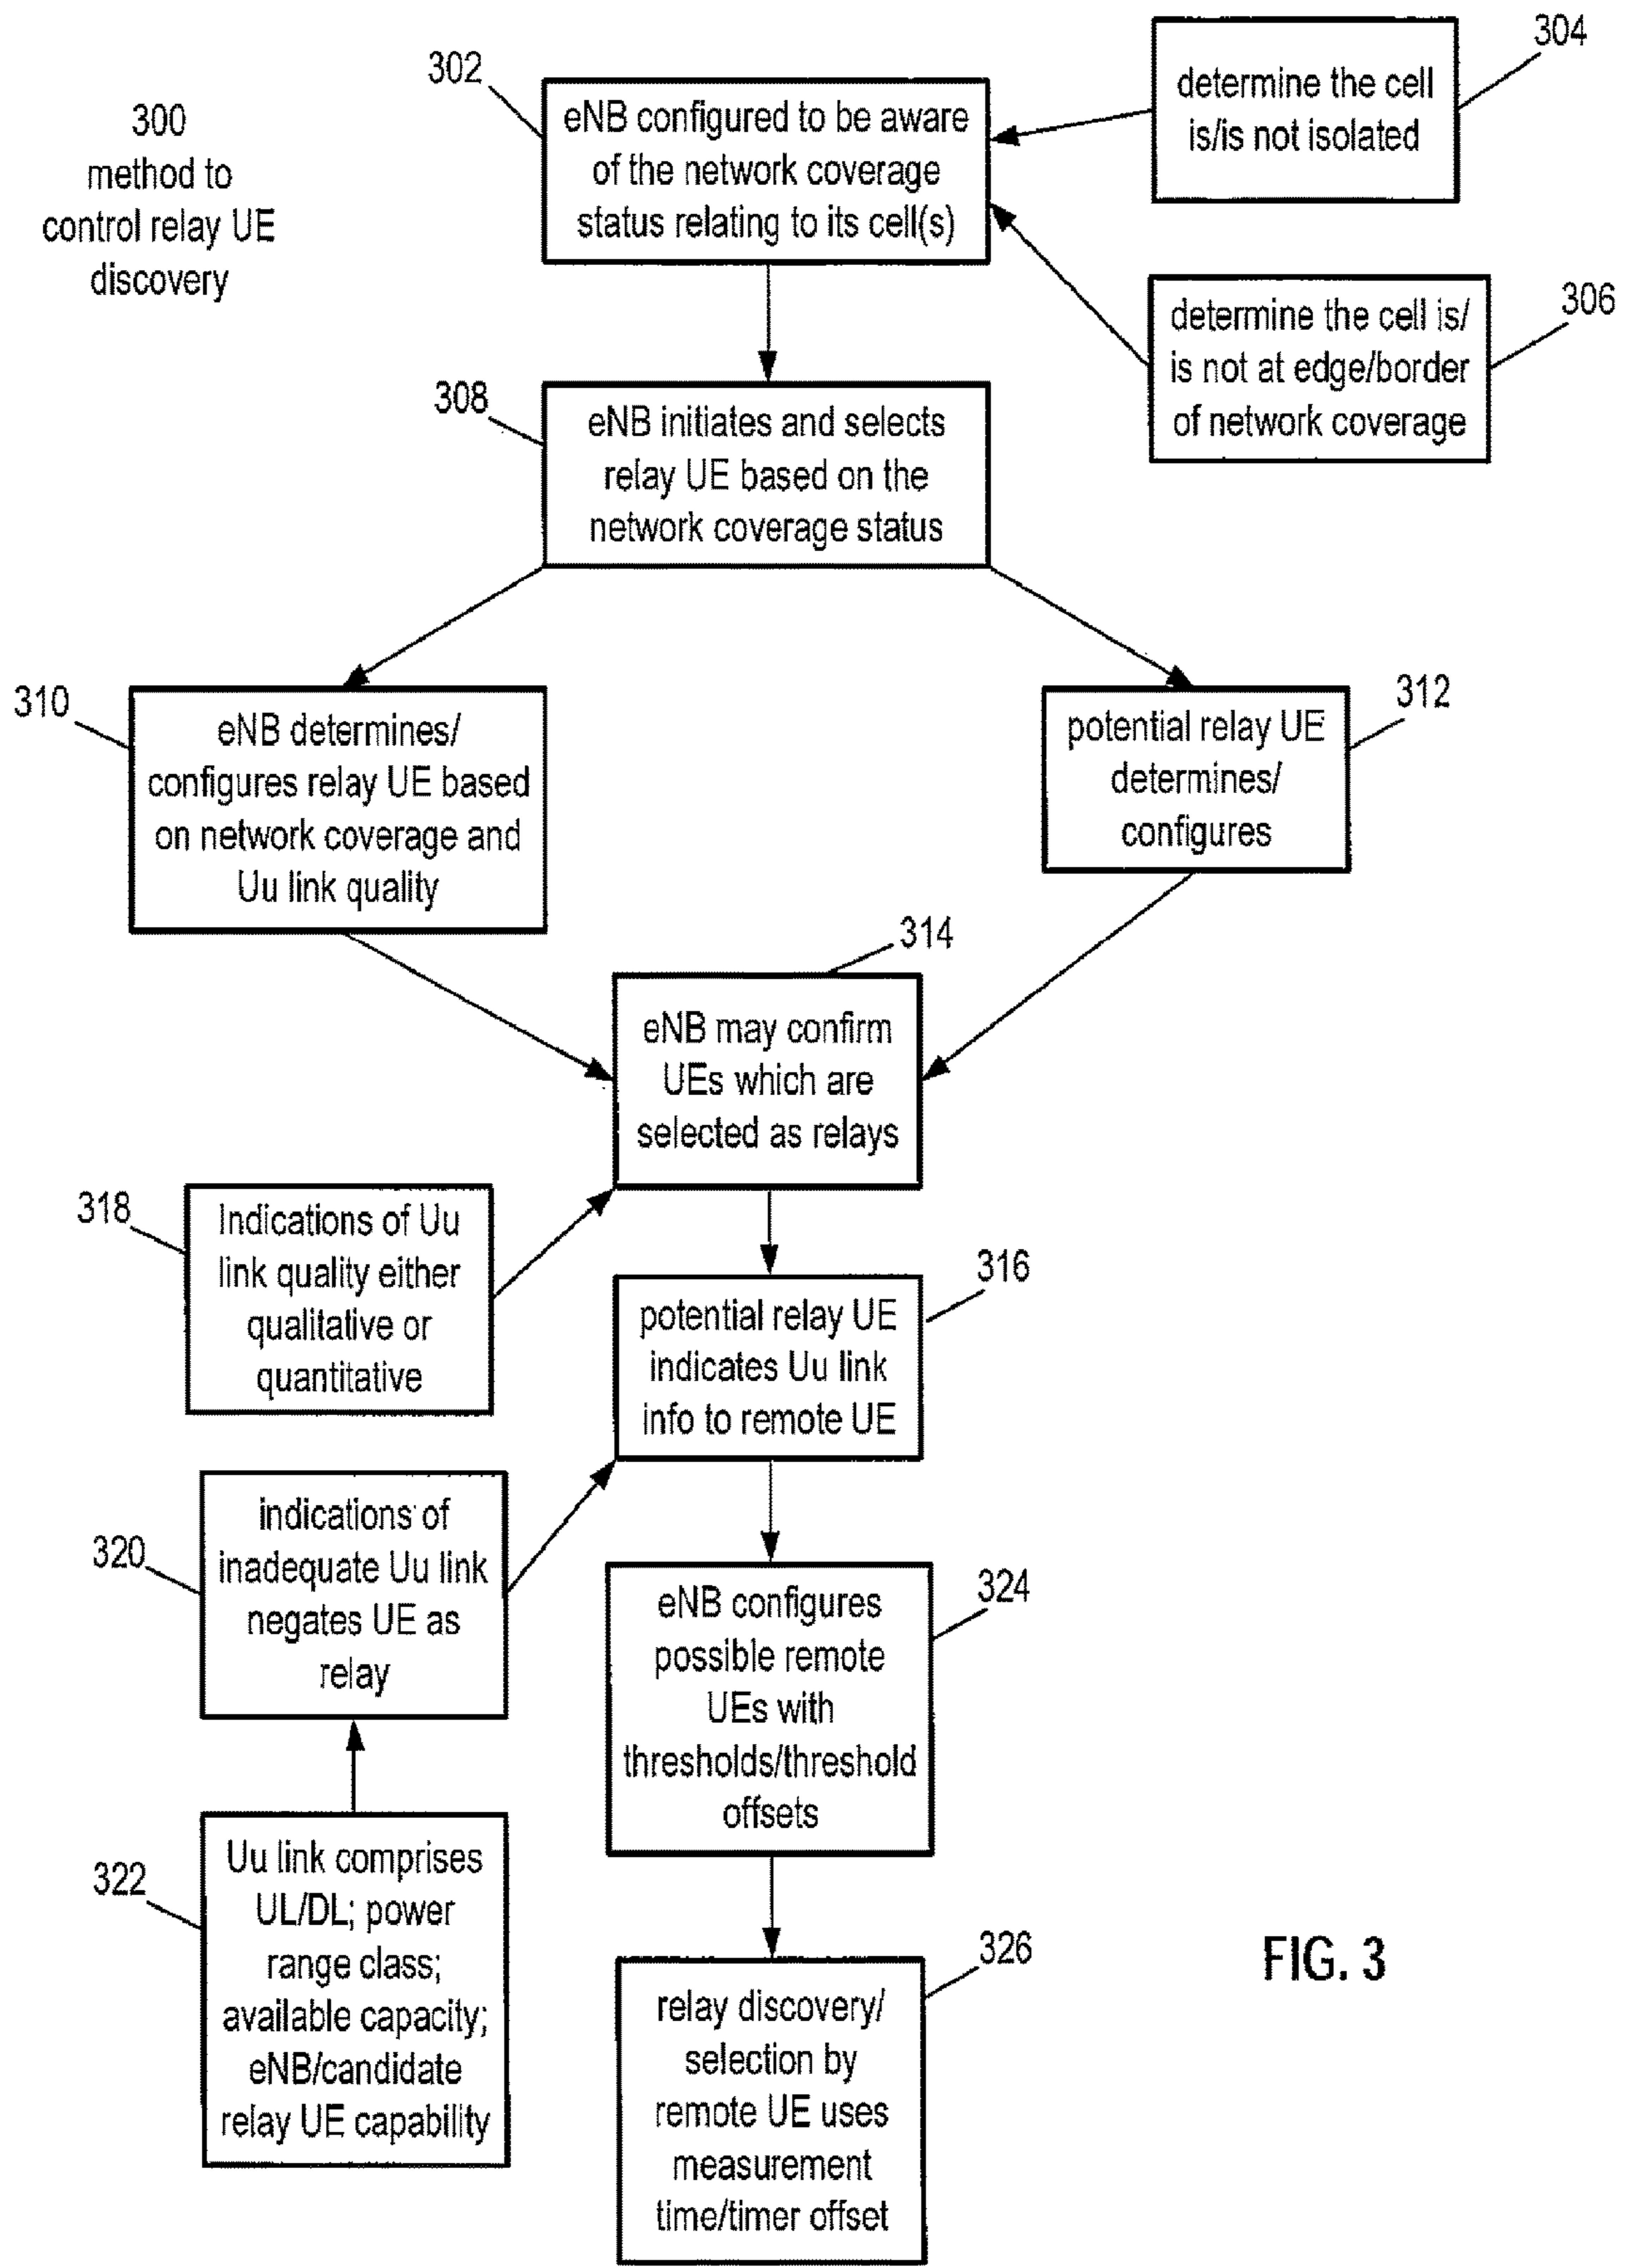 300
method to
control relay UE
discovery
302
eNB configured to be aware
of the network coverage
status relating to its cell(s)
304
determine the cell
is/is not isolated
306
determine the cell is/
is not at edge/border
of network coverage
308
eNB initiates and selects
relay UE based on the
network coverage status
310
eNB determines/
configures relay UE based
on network coverage and
Uu link quality
312
potential relay UE
determines/
configures
314
eNB may confirm
UEs which are
selected as relays
318
Indications of Uu
link quality either
qualitative or
quantitative
316
potential relay UE
indicates Uu link
info to remote UE
320
indications of
inadequate Uu link
negates UE as
relay
324
eNB configures
possible remote
UEs with
thresholds/threshold
offsets
322
Uu link comprises
UL/DL; power
range class;
available capacity;
eNB/candidate
relay UE capability
326
relay discovery/
selection by
remote UE uses
measurement
time/timer offset
FIG. 3